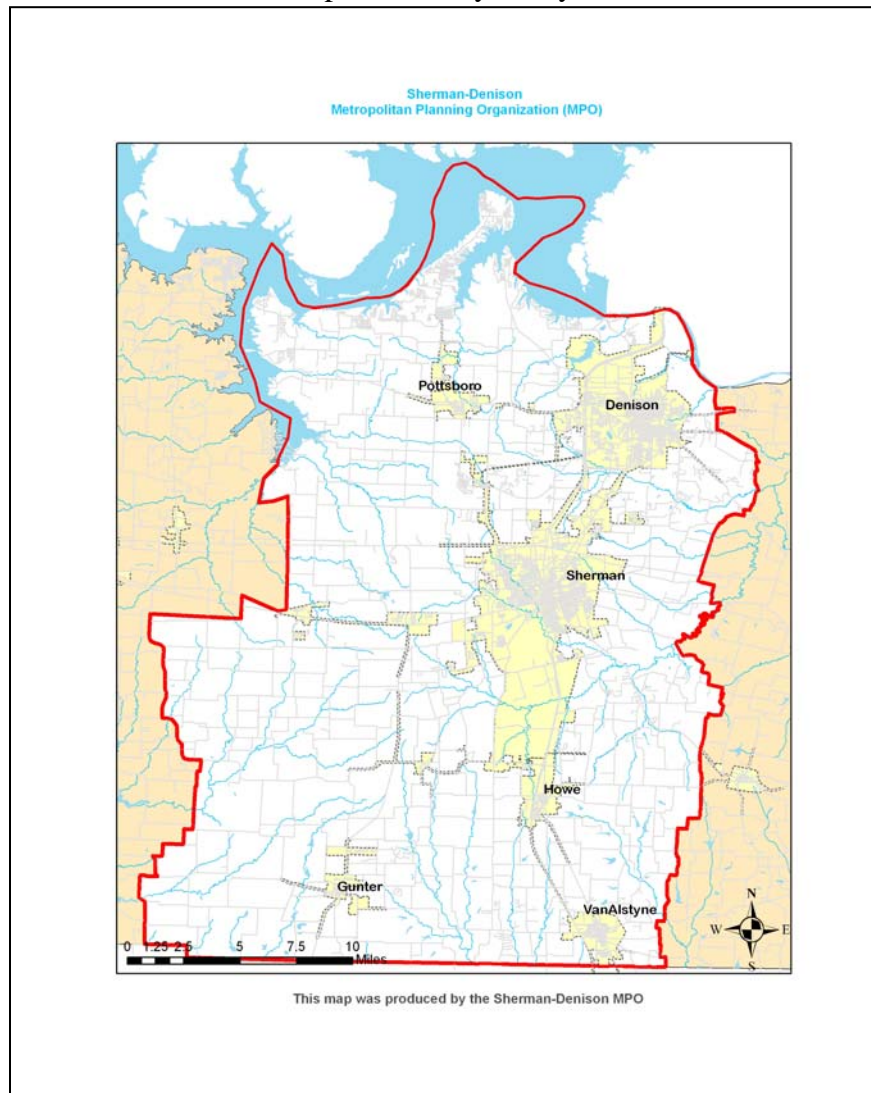 Sherman-Denison
Metropolitan Planning Organization (MPO)
Pottsboro
Denison
Sherman
Howe
Gunter
VanAlstyne
N
W E
S
0 1.25 2.5 5 7.5 10
Miles
This map was produced by the Sherman-Denison MPO